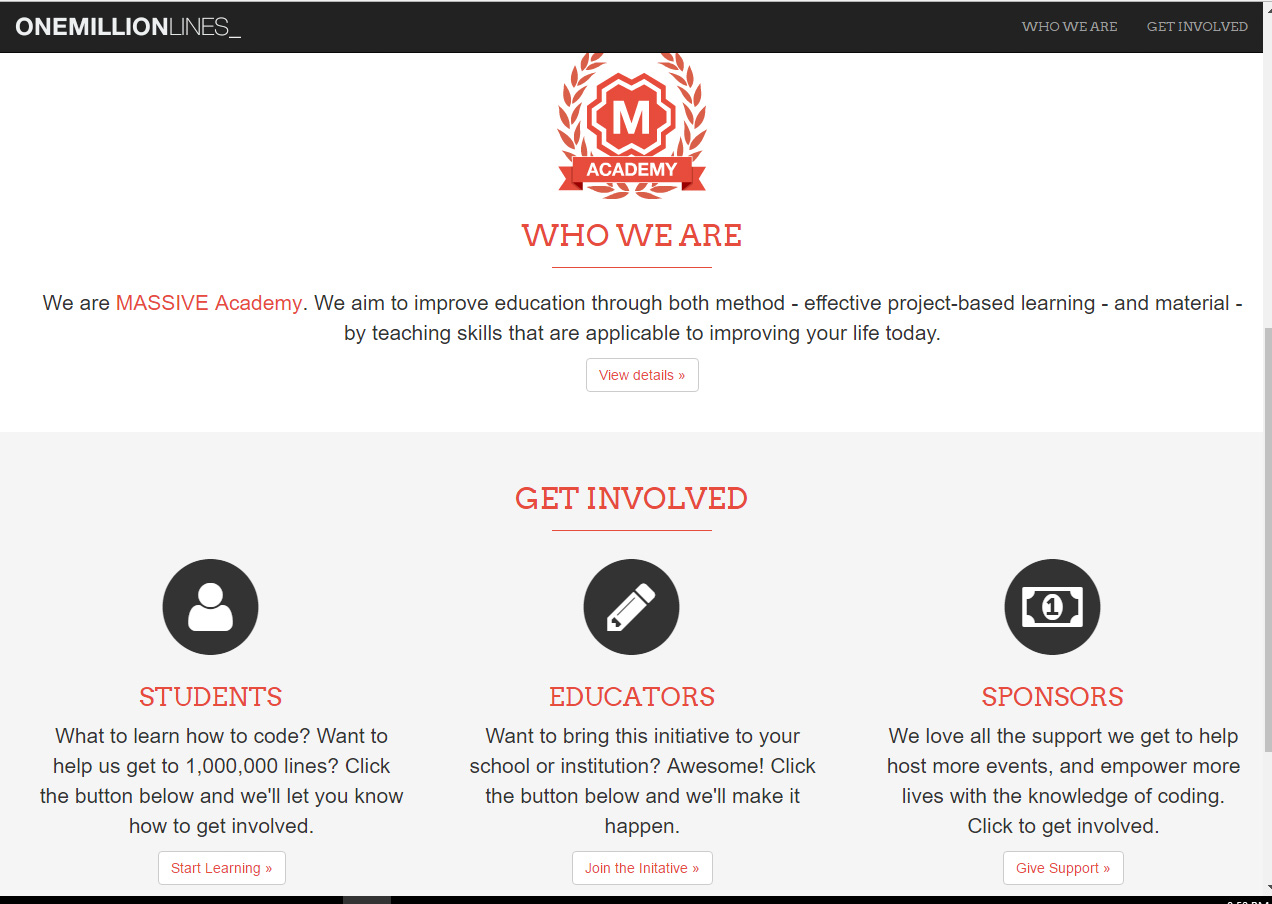 ONEMILLIONLINES_
WHO WE ARE
GET INVOLVED
M
ACADEMY
WHO WE ARE
We are MASSIVE Academy. We aim to improve education through both method - effective project-based learning - and material -
by teaching skills that are applicable to improving your life today.
View details »
GET INVOLVED
1
STUDENTS
What to learn how to code? Want to
help us get to 1,000,000 lines? Click
the button below and we'll let you know
how to get involved.
Start Learning »
EDUCATORS
Want to bring this initiative to your
school or institution? Awesome! Click
the button below and we'll make it
happen.
Join the Initative »
SPONSORS
We love all the support we get to help
host more events, and empower more
lives with the knowledge of coding.
Click to get involved.
Give Support »